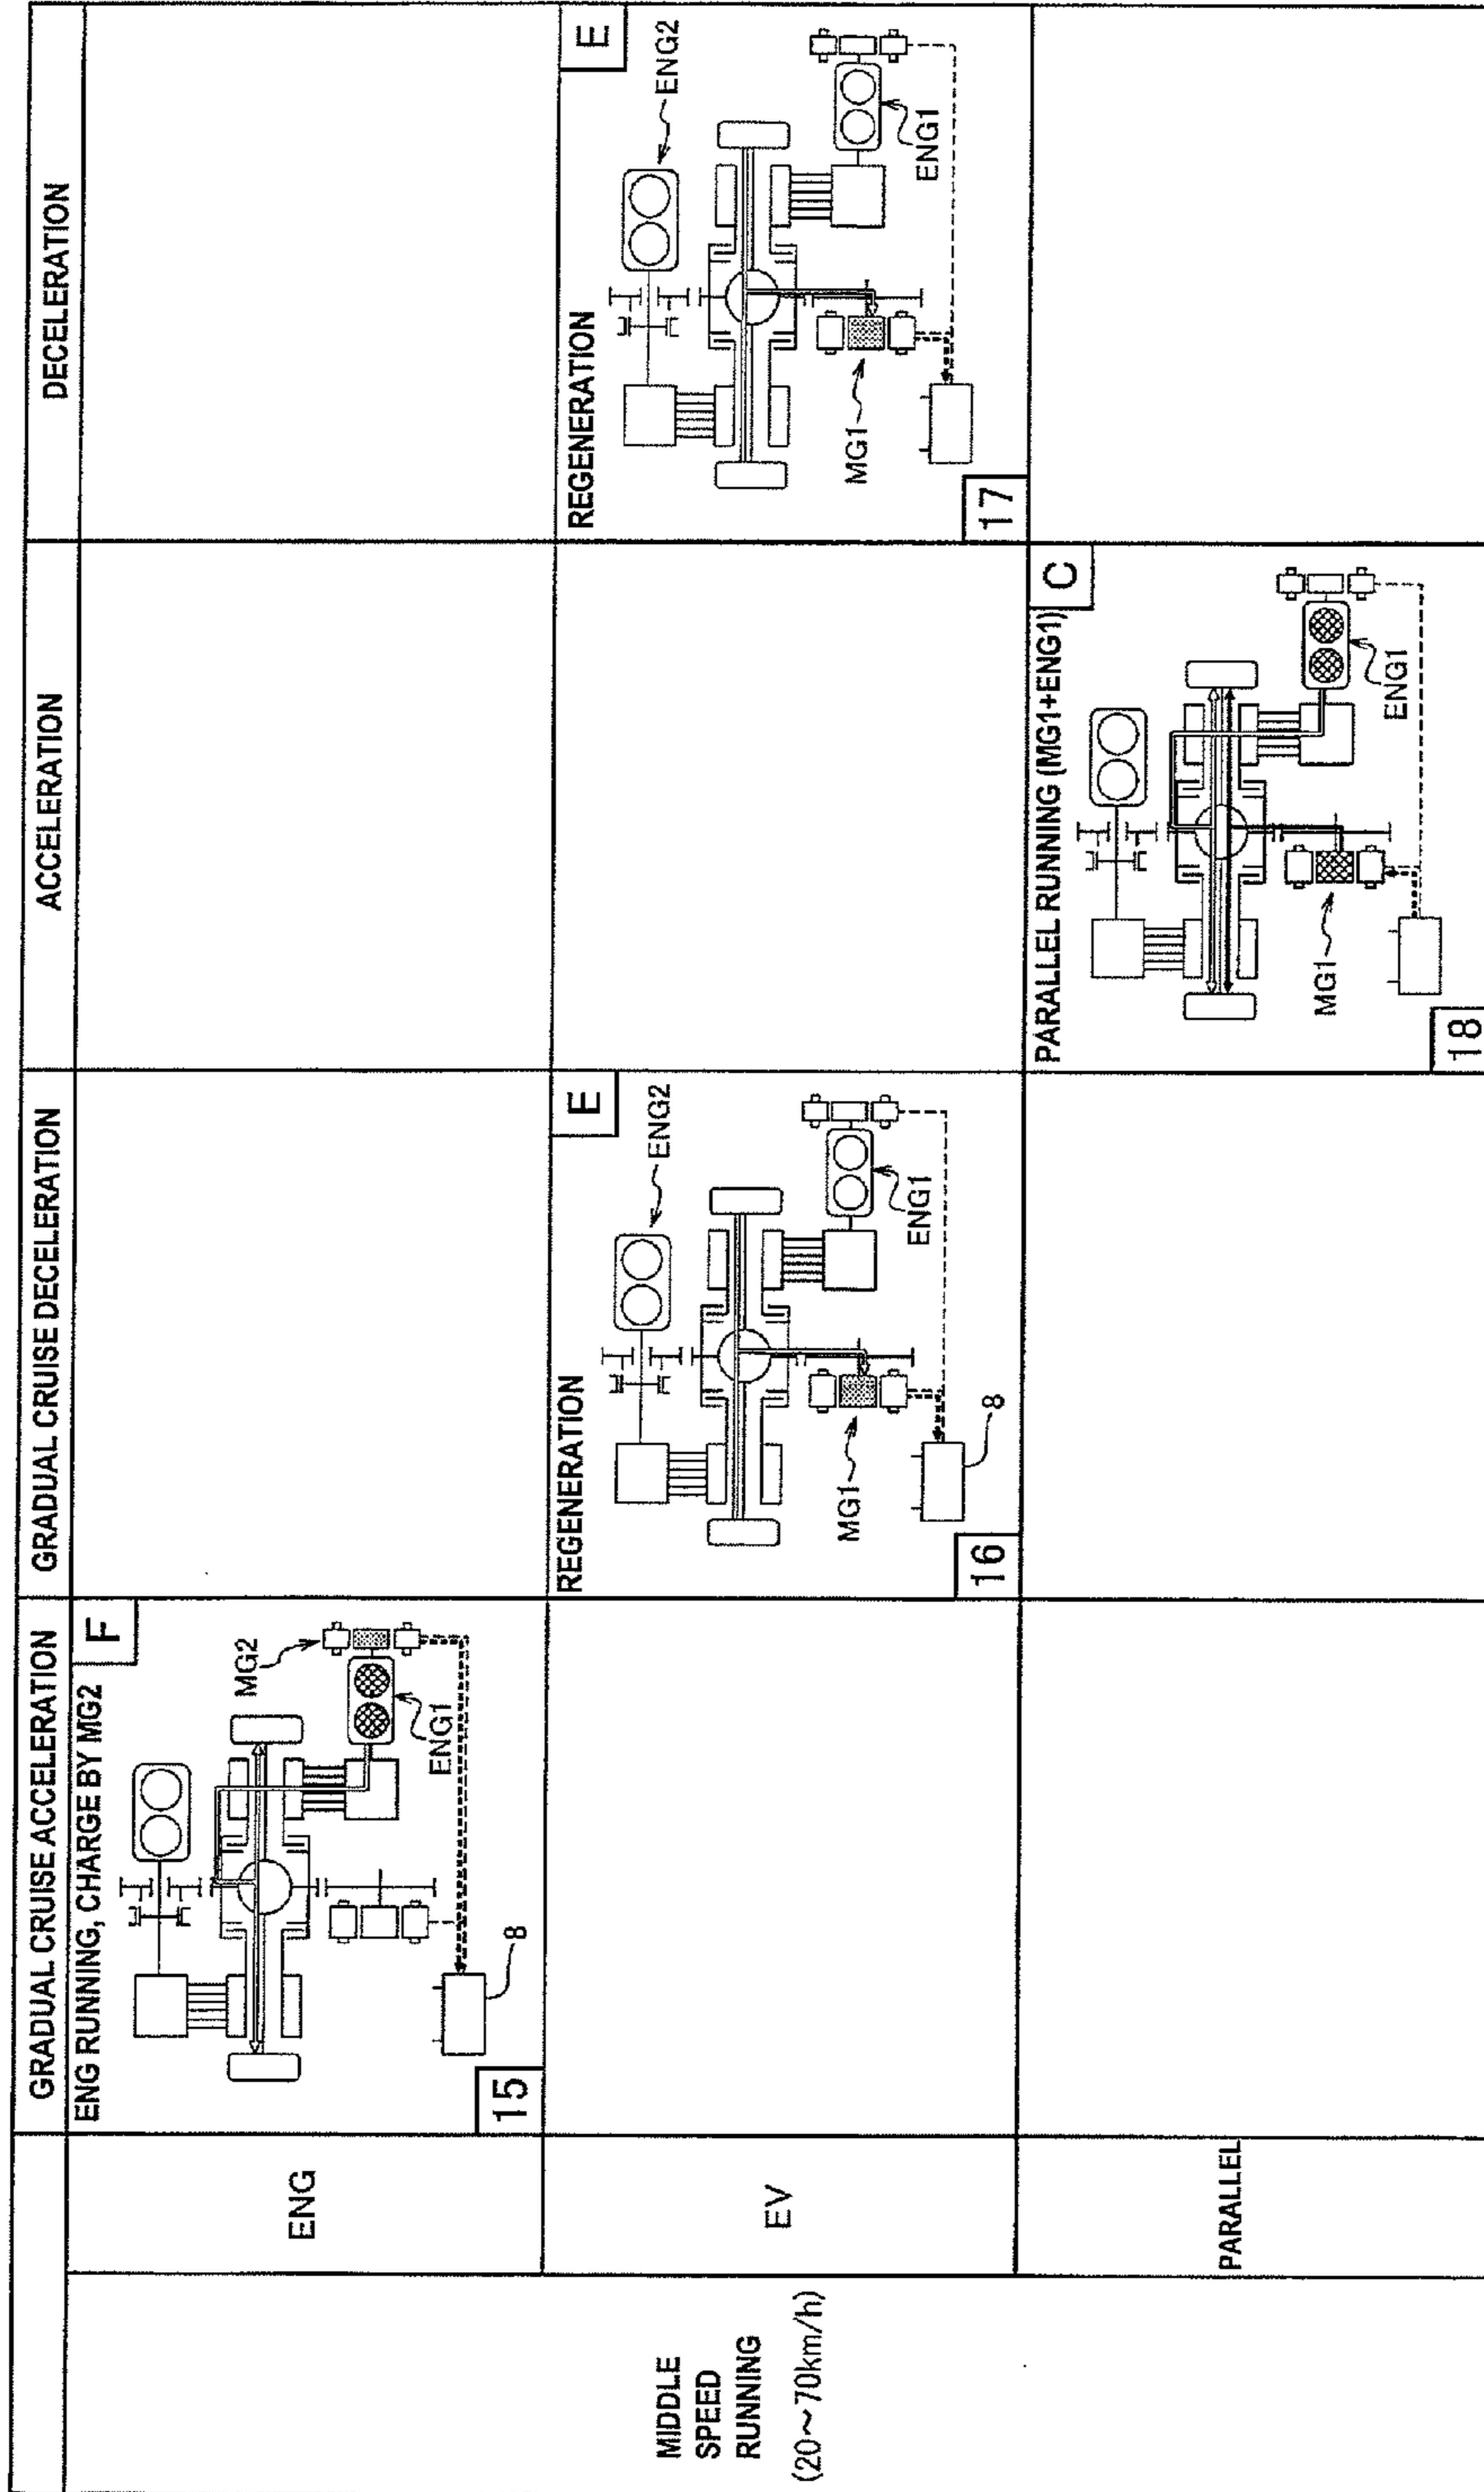 GRADUAL CRUISE ACCELERATION
GRADUAL CRUISE DECELERATION
ACCELERATION
DECELERATION
MIDDLE
SPEED
RUNNING
(20～70km/h)
ENG
ENG RUNNING, CHARGE BY MG2
F
MG2
ENG1
8
15
EV
REGENERATION
E
ENG2
ENG1
MG1
8
16
REGENERATION
E
ENG2
ENG1
MG1
17
PARALLEL
PARALLEL RUNNING (MG1+ENG1)
C
ENG1
MG1
18